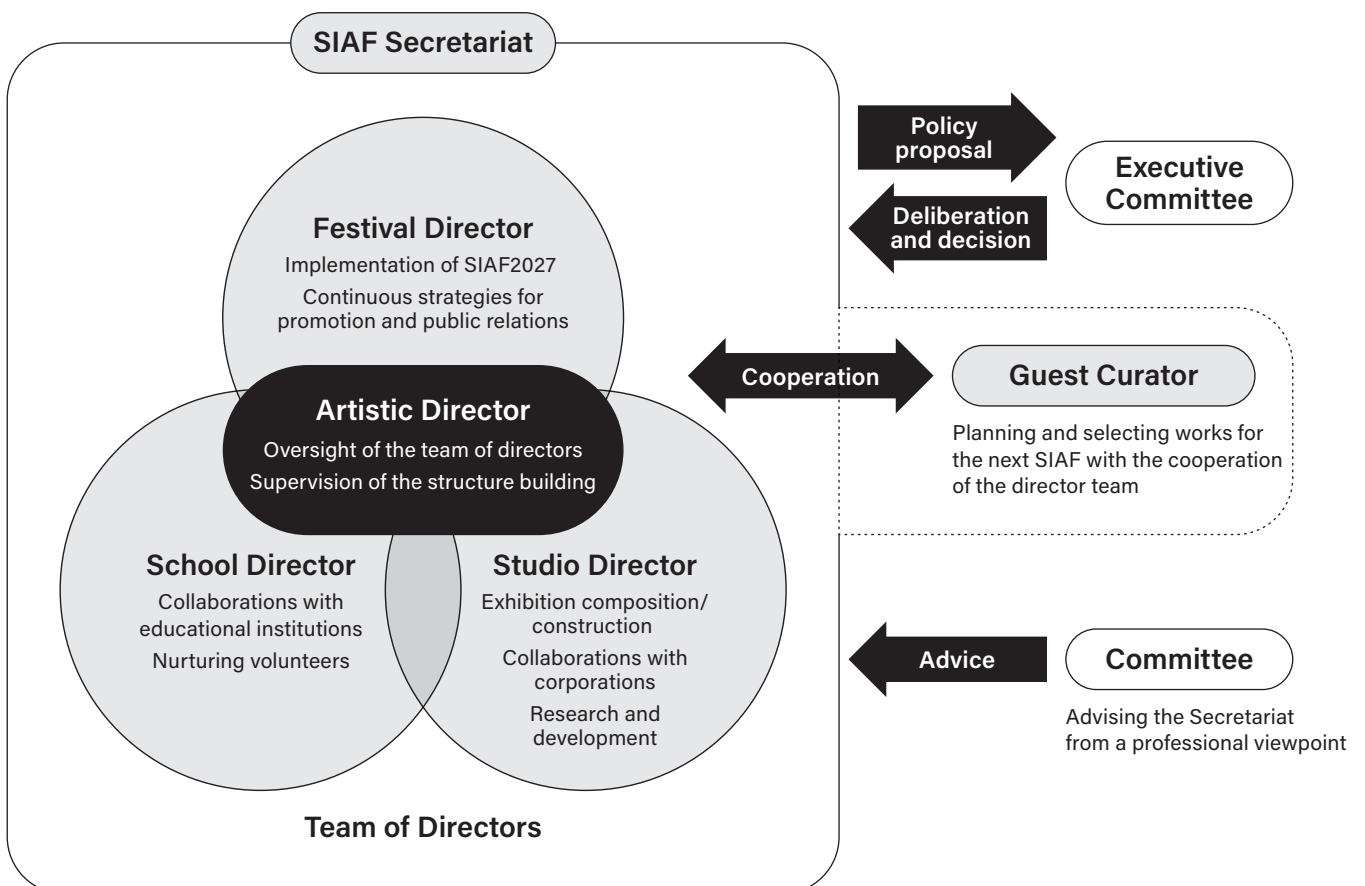 SIAF Secretariat
Festival Director
Implementation of SIAF2027
Continuous strategies for
promotion and public relations
Artistic Director
Oversight of the team of directors
Supervision of the structure building
School Director
Collaborations with
educational institutions
Nurturing volunteers
Studio Director
Exhibition composition/
construction
Collaborations with
corporations
Research and
development
Team of Directors
Policy
proposal
Deliberation
and decision
Executive
Committee
Cooperation
Guest Curator
Planning and selecting works for
the next SIAF with the cooperation
of the director team
Advice
Committee
Advising the Secretariat
from a professional viewpoint